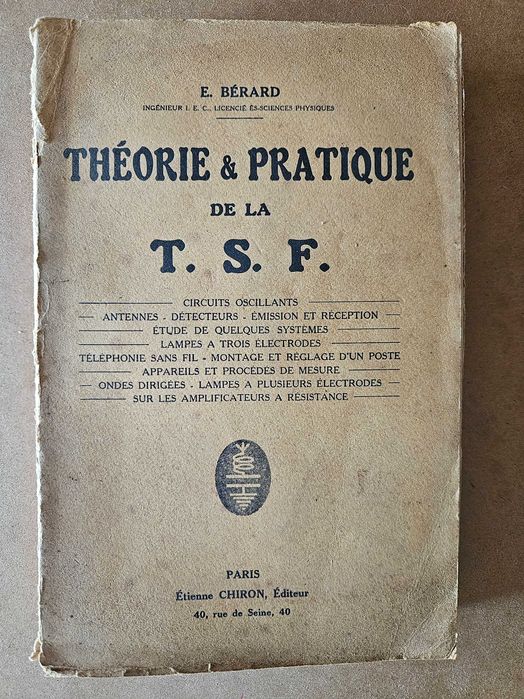 E. BÉRARD
INGÉNIEUR I. E. C., LICENCIÉ ÈS-SCIENCES PHYSIQUES
THÉORIE & PRATIQUE
DE LA
T. S. F.
CIRCUITS OSCILLANTS
ANTENNES - DÉTECTEURS - ÉMISSION ET RÉCEPTION
ÉTUDE DE QUELQUES SYSTÈMES
LAMPES A TROIS ÉLECTRODES
TÉLÉPHONIE SANS FIL - MONTAGE ET RÉGLAGE D'UN POSTE
APPAREILS ET PROCÉDÉS DE MESURE
ONDES DIRIGÉES - LAMPES A PLUSIEURS ÉLECTRODES
SUR LES AMPLIFICATEURS A RÉSISTANCE
PARIS
Étienne CHIRON, Éditeur
40, rue de Seine, 40